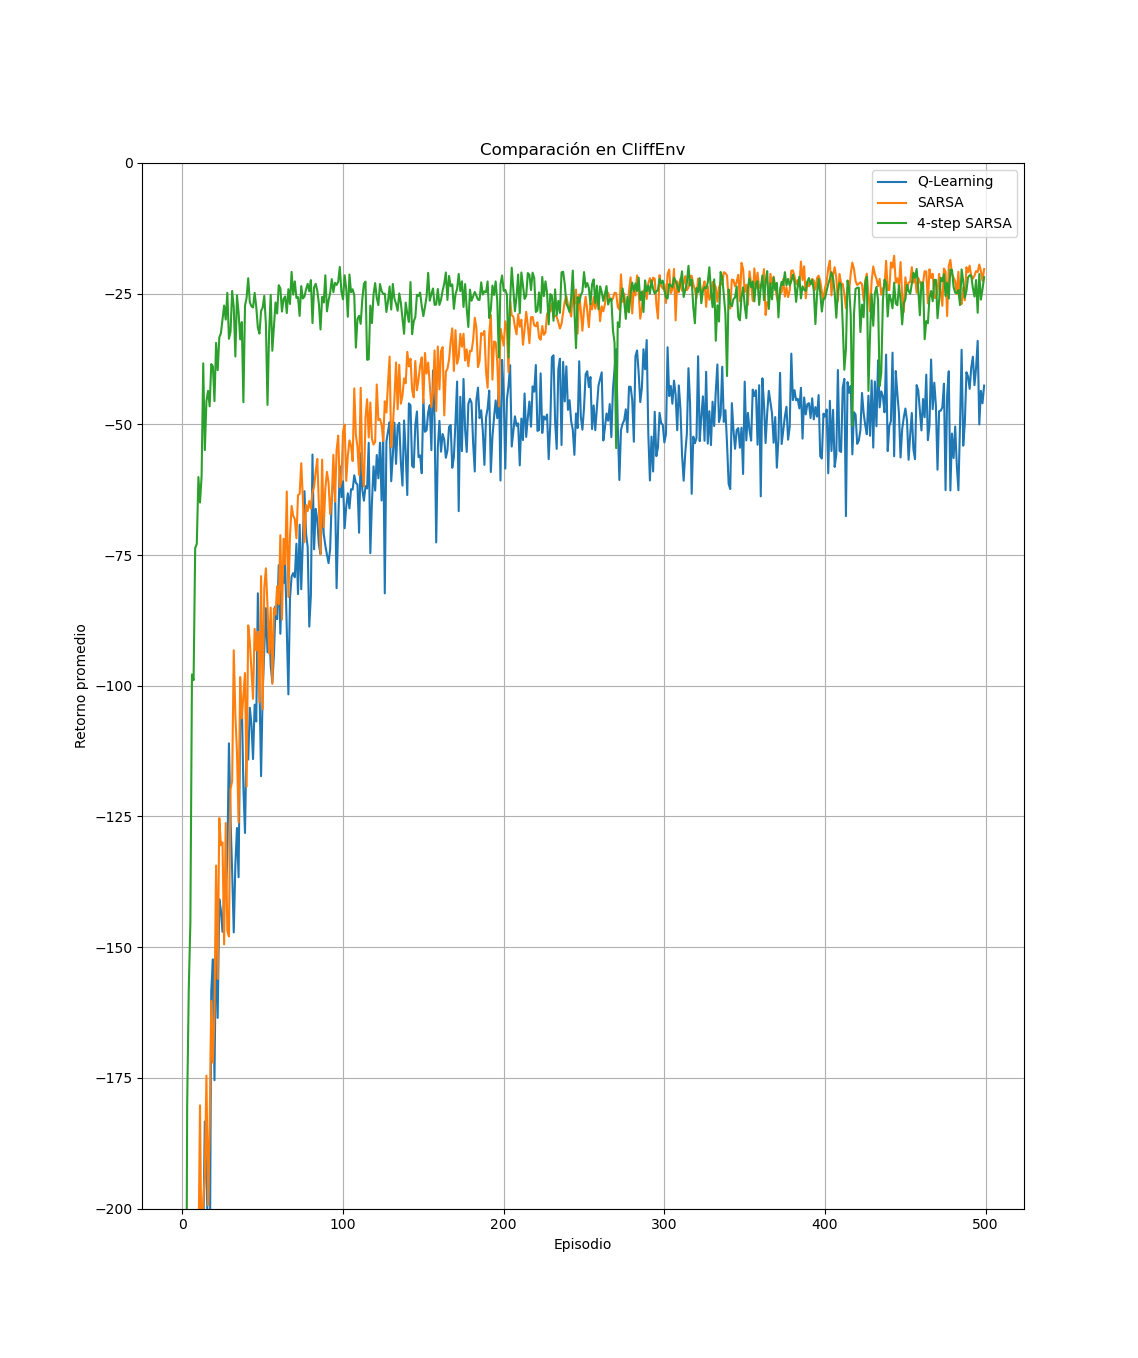 Comparación en CliffEnv
Q-Learning
SARSA
4-step SARSA
0
−25
−50
−75
−100
−125
−150
−175
−200
Retorno promedio
0 100 200 300 400 500
Episodio